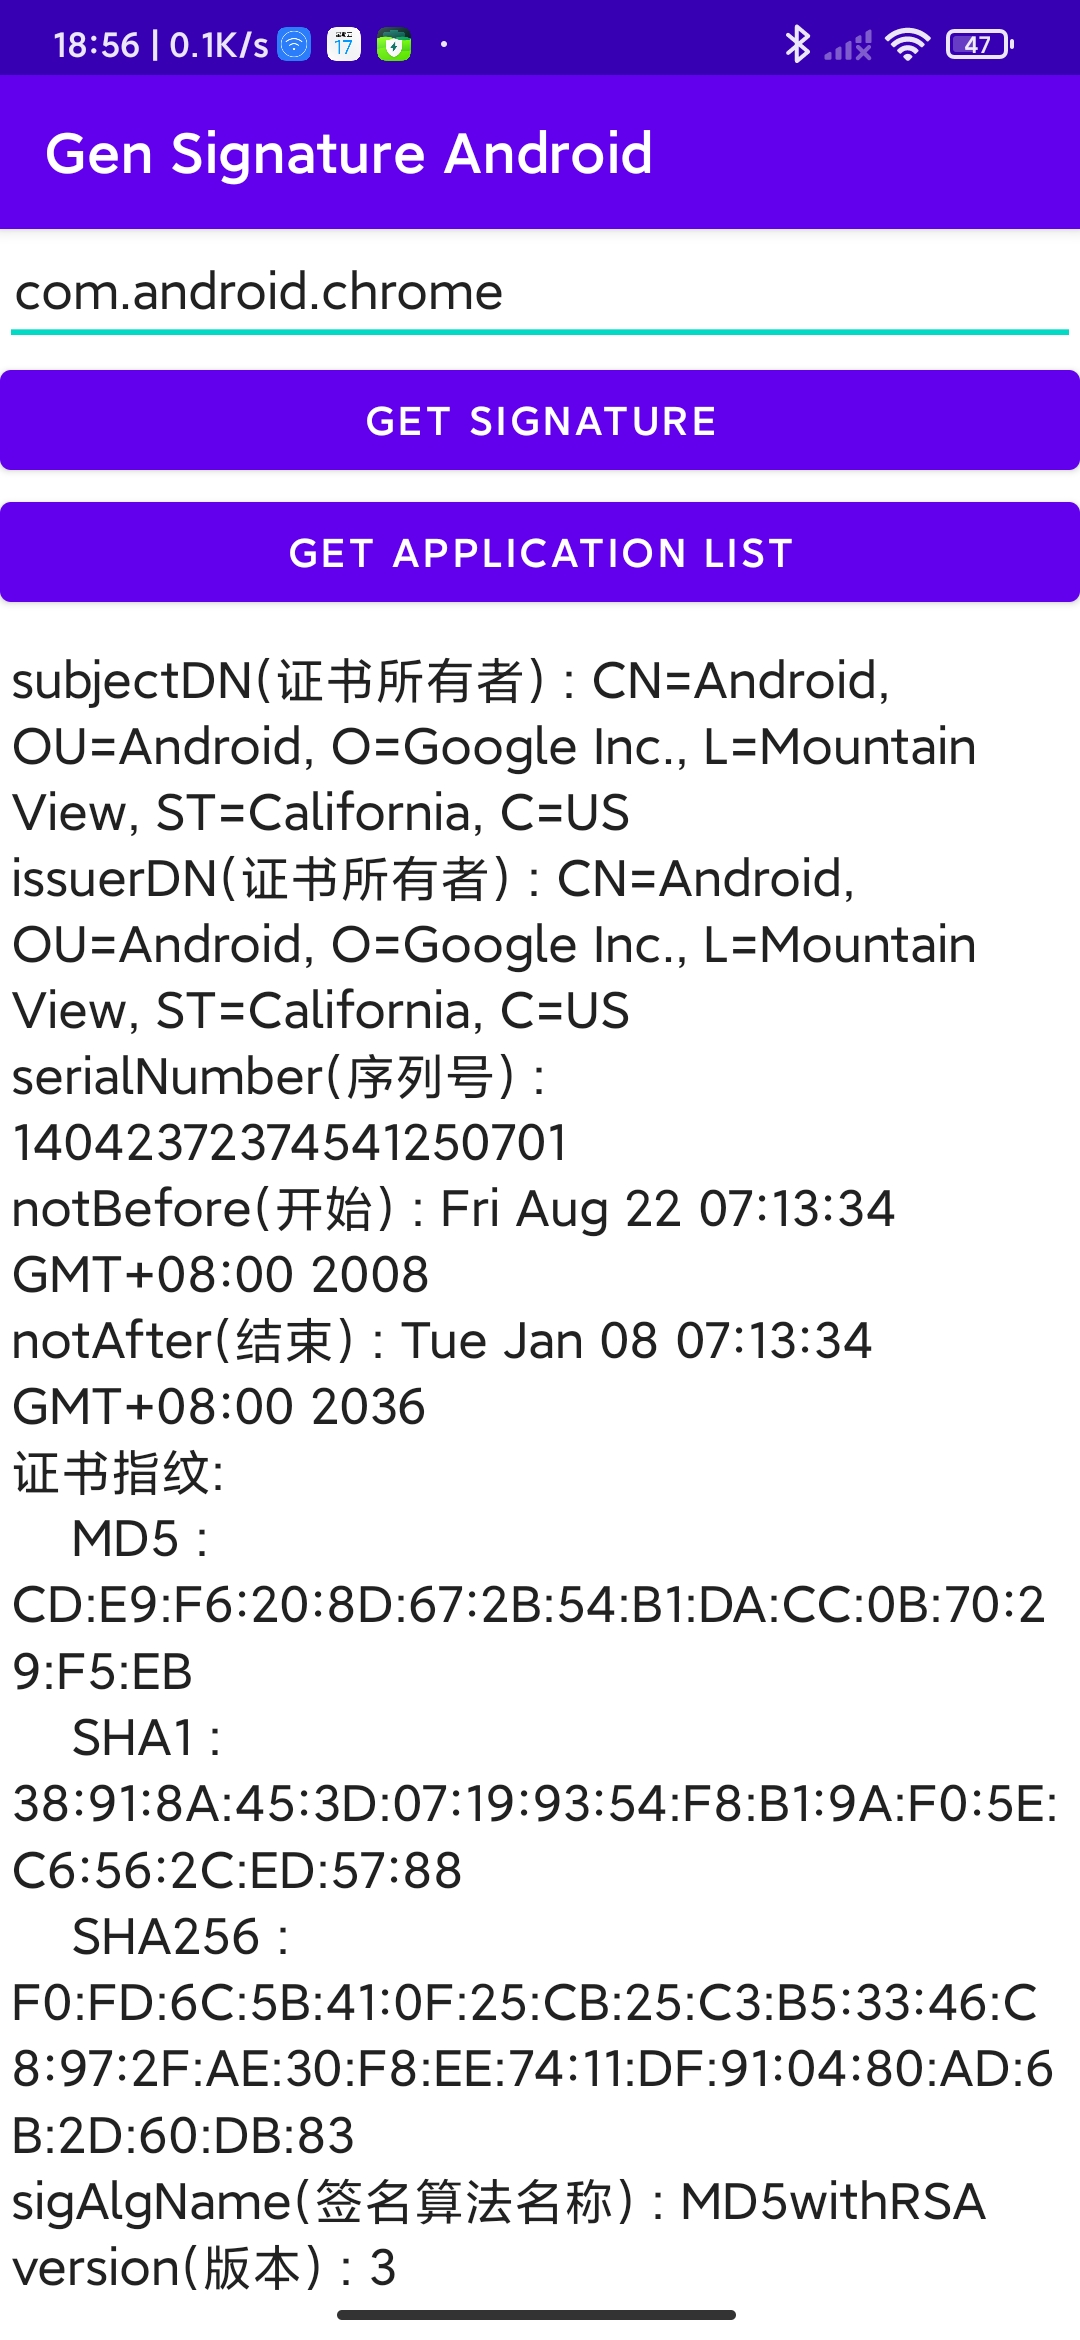 18:56 | 0.1K/s
17
47
Gen Signature Android
com.android.chrome
GET SIGNATURE
GET APPLICATION LIST
subjectDN(证书所有者) : CN=Android,
OU=Android, O=Google Inc., L=Mountain
View, ST=California, C=US
issuerDN(证书所有者) : CN=Android,
OU=Android, O=Google Inc., L=Mountain
View, ST=California, C=US
serialNumber(序列号) :
14042372374541250701
notBefore(开始) : Fri Aug 22 07:13:34
GMT+08:00 2008
notAfter(结束) : Tue Jan 08 07:13:34
GMT+08:00 2036
证书指纹:
MD5 :
CD:E9:F6:20:8D:67:2B:54:B1:DA:CC:0B:70:2
9:F5:EB
SHA1 :
38:91:8A:45:3D:07:19:93:54:F8:B1:9A:F0:5E:
C6:56:2C:ED:57:88
SHA256 :
F0:FD:6C:5B:41:0F:25:CB:25:C3:B5:33:46:C
8:97:2F:AE:30:F8:EE:74:11:DF:91:04:80:AD:6
B:2D:60:DB:83
sigAlgName(签名算法名称) : MD5withRSA
version(版本) : 3